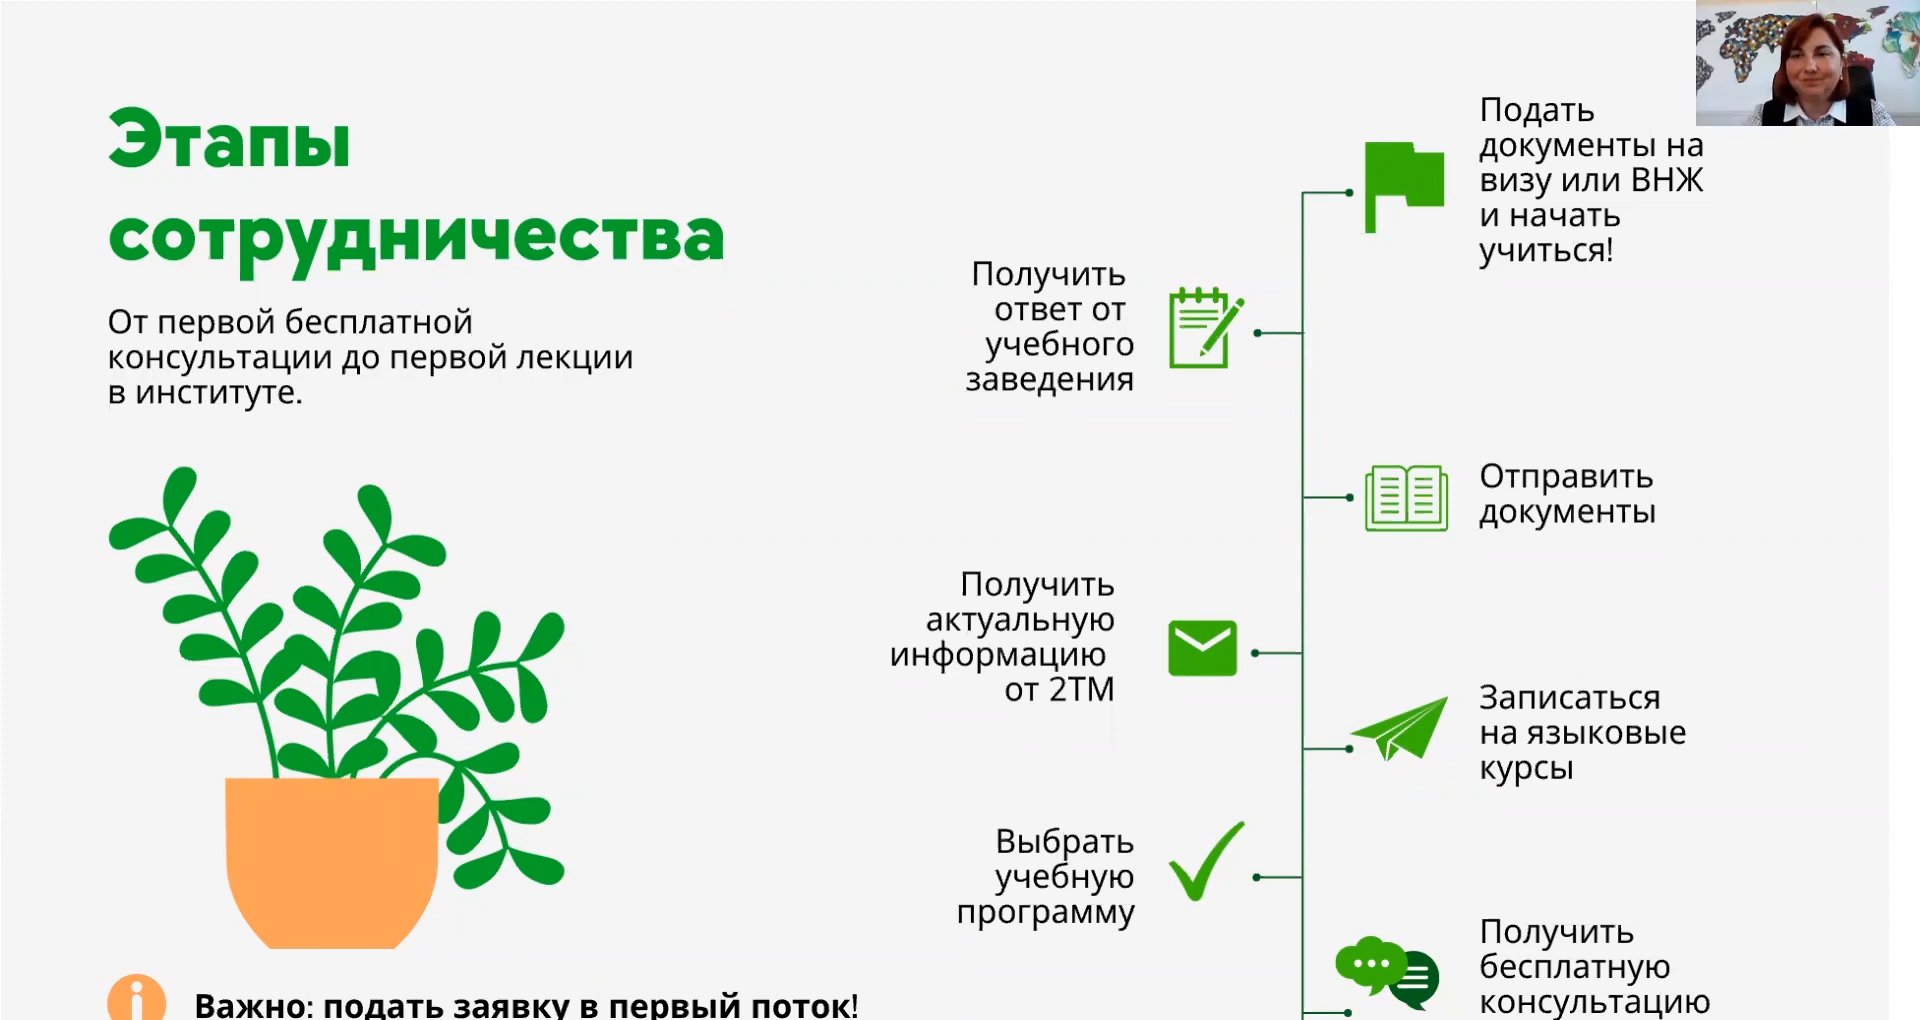 Этапы
сотрудничества
От первой бесплатной
консультации до первой лекции
в институте.
Важно: подать заявку в первый поток!
Подать
документы на
визу или ВНЖ
и начать
учиться!
Получить
ответ от
учебного
заведения
Отправить
документы
Получить
актуальную
информацию
от 2ТМ
Записаться
на языковые
курсы
Выбрать
учебную
программу
Получить
бесплатную
консультацию